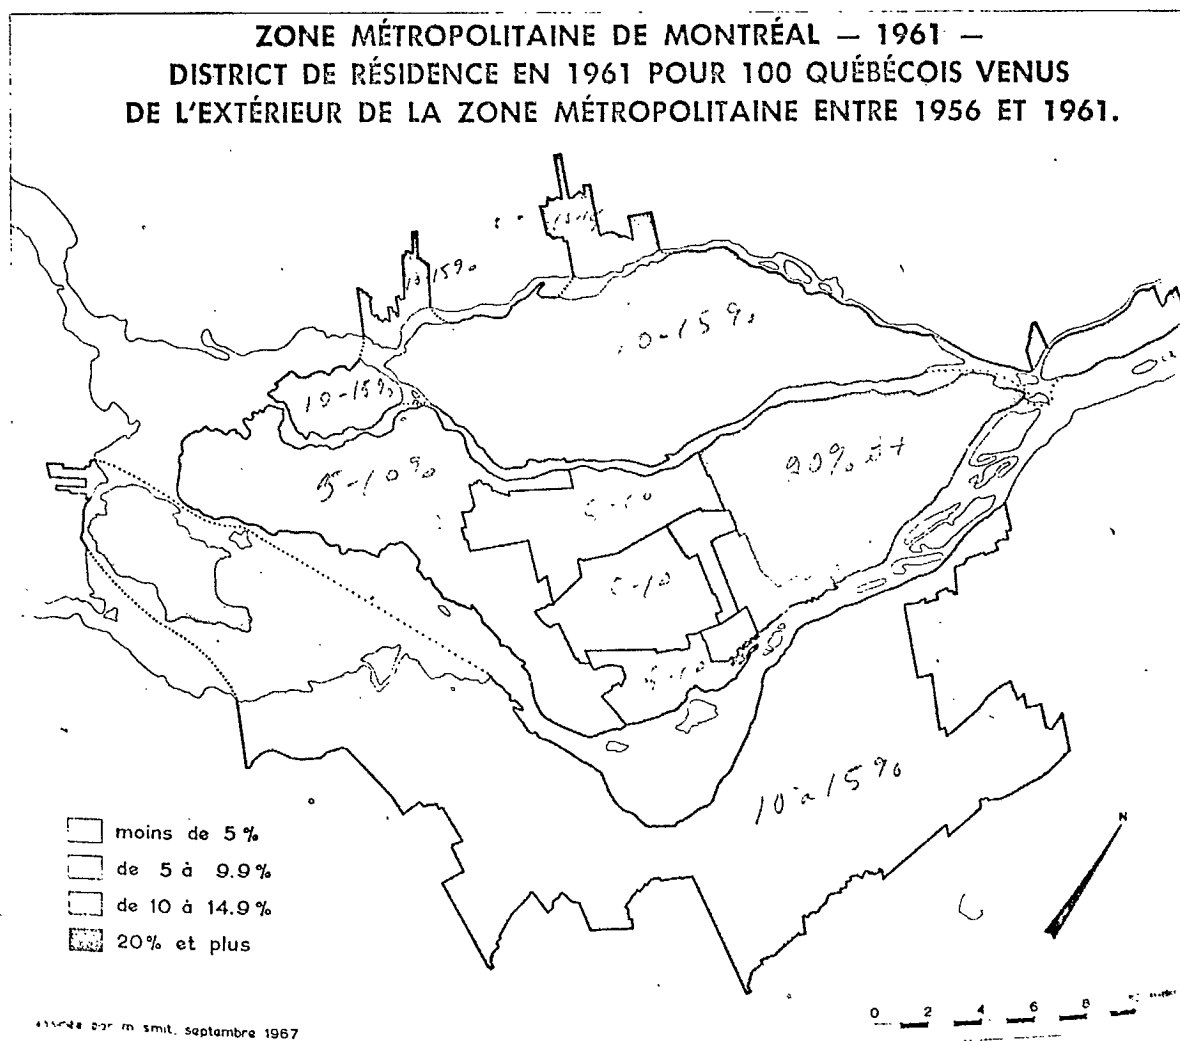 ZONE MÉTROPOLITAINE DE MONTRÉAL — 1961 —
DISTRICT DE RÉSIDENCE EN 1961 POUR 100 QUÉBÉCOIS VENUS
DE L'EXTÉRIEUR DE LA ZONE MÉTROPOLITAINE ENTRE 1956 ET 1961.
10-15%
10-15%
10-15%
5-10%
20% et +
5-10
5-10
5-10
10 à 15%
moins de 5%
de 5 à 9.9%
de 10 à 14.9%
20% et plus
N
0 2 4 6 8
par m smit, septembre 1967